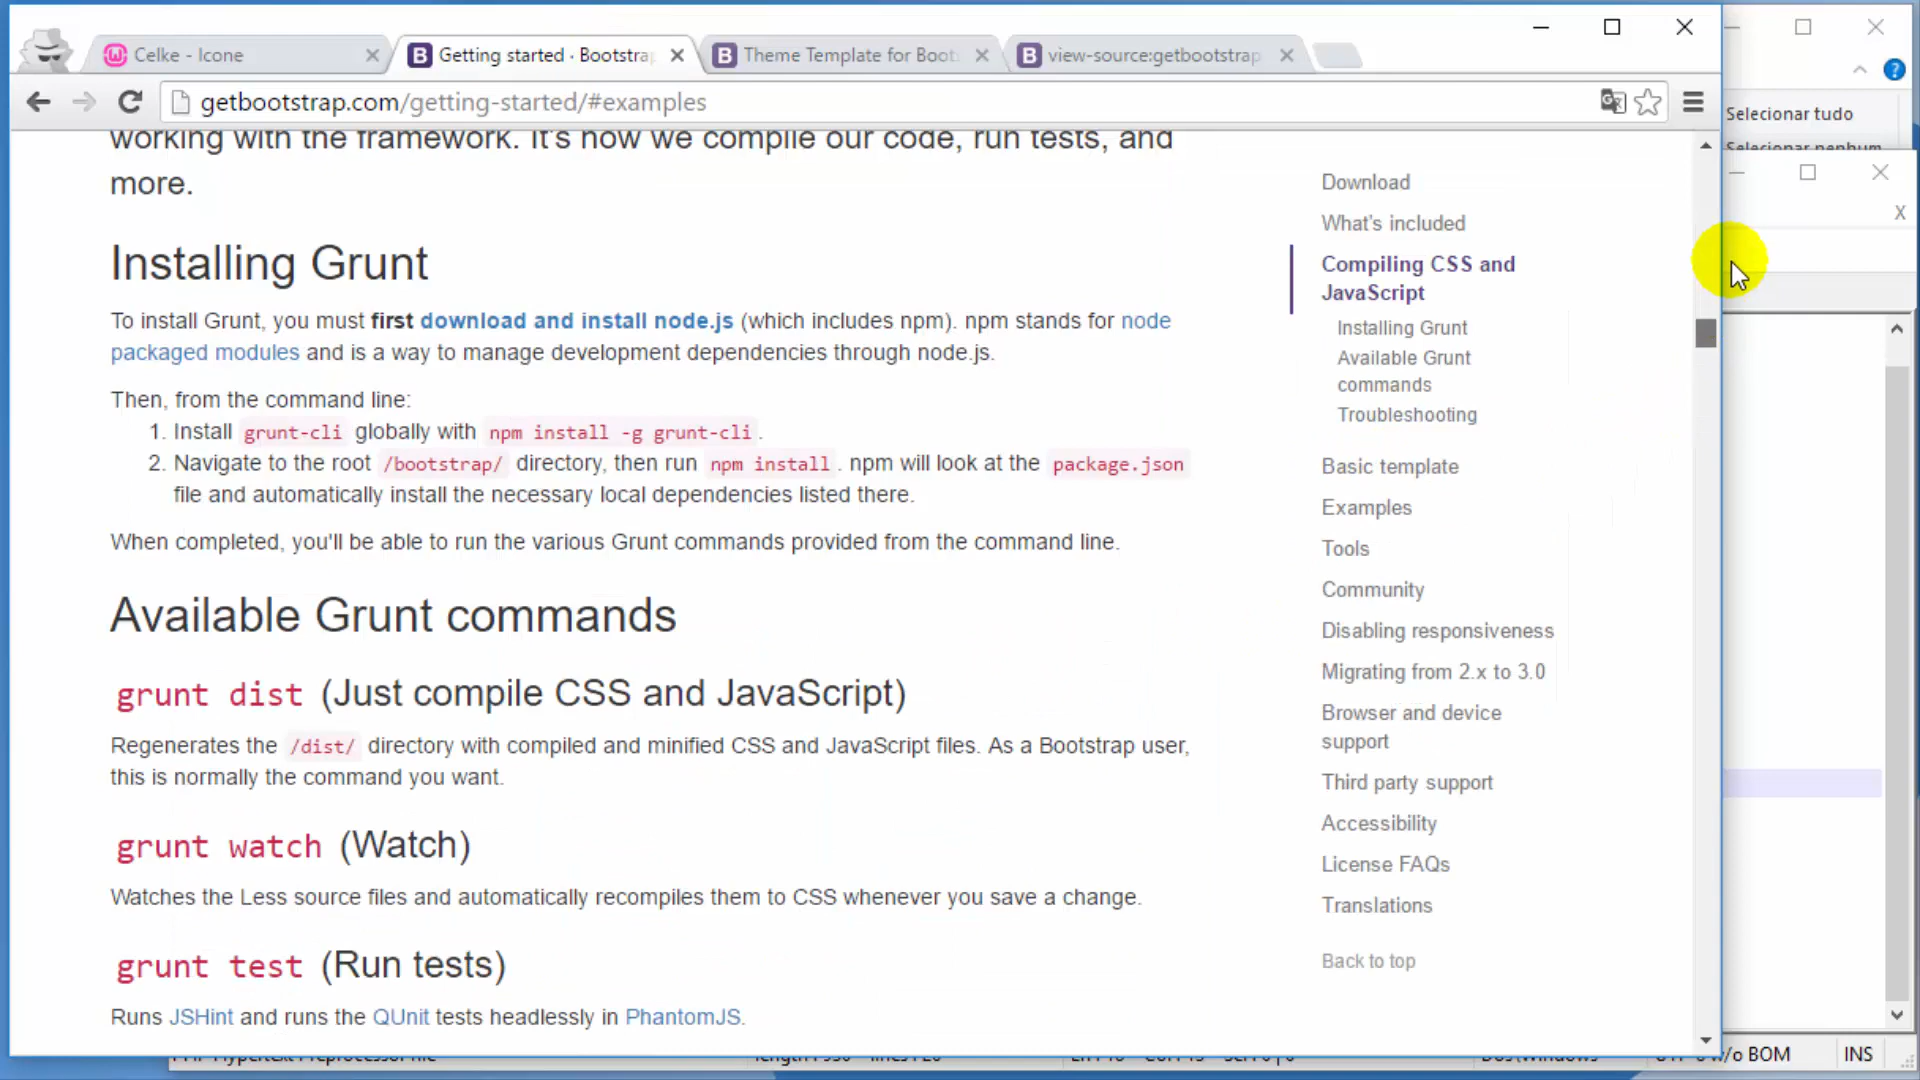 Celke - Icone
Getting started · Bootstrap
Theme Template for Boots
view-source:getbootstrap
getbootstrap.com/getting-started/#examples
Selecionar tudo
Selecionar nenhum
working with the framework. It's how we compile our code, run tests, and
more.
Installing Grunt
To install Grunt, you must first download and install node.js (which includes npm). npm stands for node
packaged modules and is a way to manage development dependencies through node.js.
Then, from the command line:
1. Install grunt-cli globally with npm install -g grunt-cli.
2. Navigate to the root /bootstrap/ directory, then run npm install. npm will look at the package.json
file and automatically install the necessary local dependencies listed there.
When completed, you'll be able to run the various Grunt commands provided from the command line.
Available Grunt commands
grunt dist (Just compile CSS and JavaScript)
Regenerates the /dist/ directory with compiled and minified CSS and JavaScript files. As a Bootstrap user,
this is normally the command you want.
grunt watch (Watch)
Watches the Less source files and automatically recompiles them to CSS whenever you save a change.
grunt test (Run tests)
Runs JSHint and runs the QUnit tests headlessly in PhantomJS.
Download
What's included
Compiling CSS and
JavaScript
Installing Grunt
Available Grunt
commands
Troubleshooting
Basic template
Examples
Tools
Community
Disabling responsiveness
Migrating from 2.x to 3.0
Browser and device
support
Third party support
Accessibility
License FAQs
Translations
Back to top
X
w/o BOM
INS